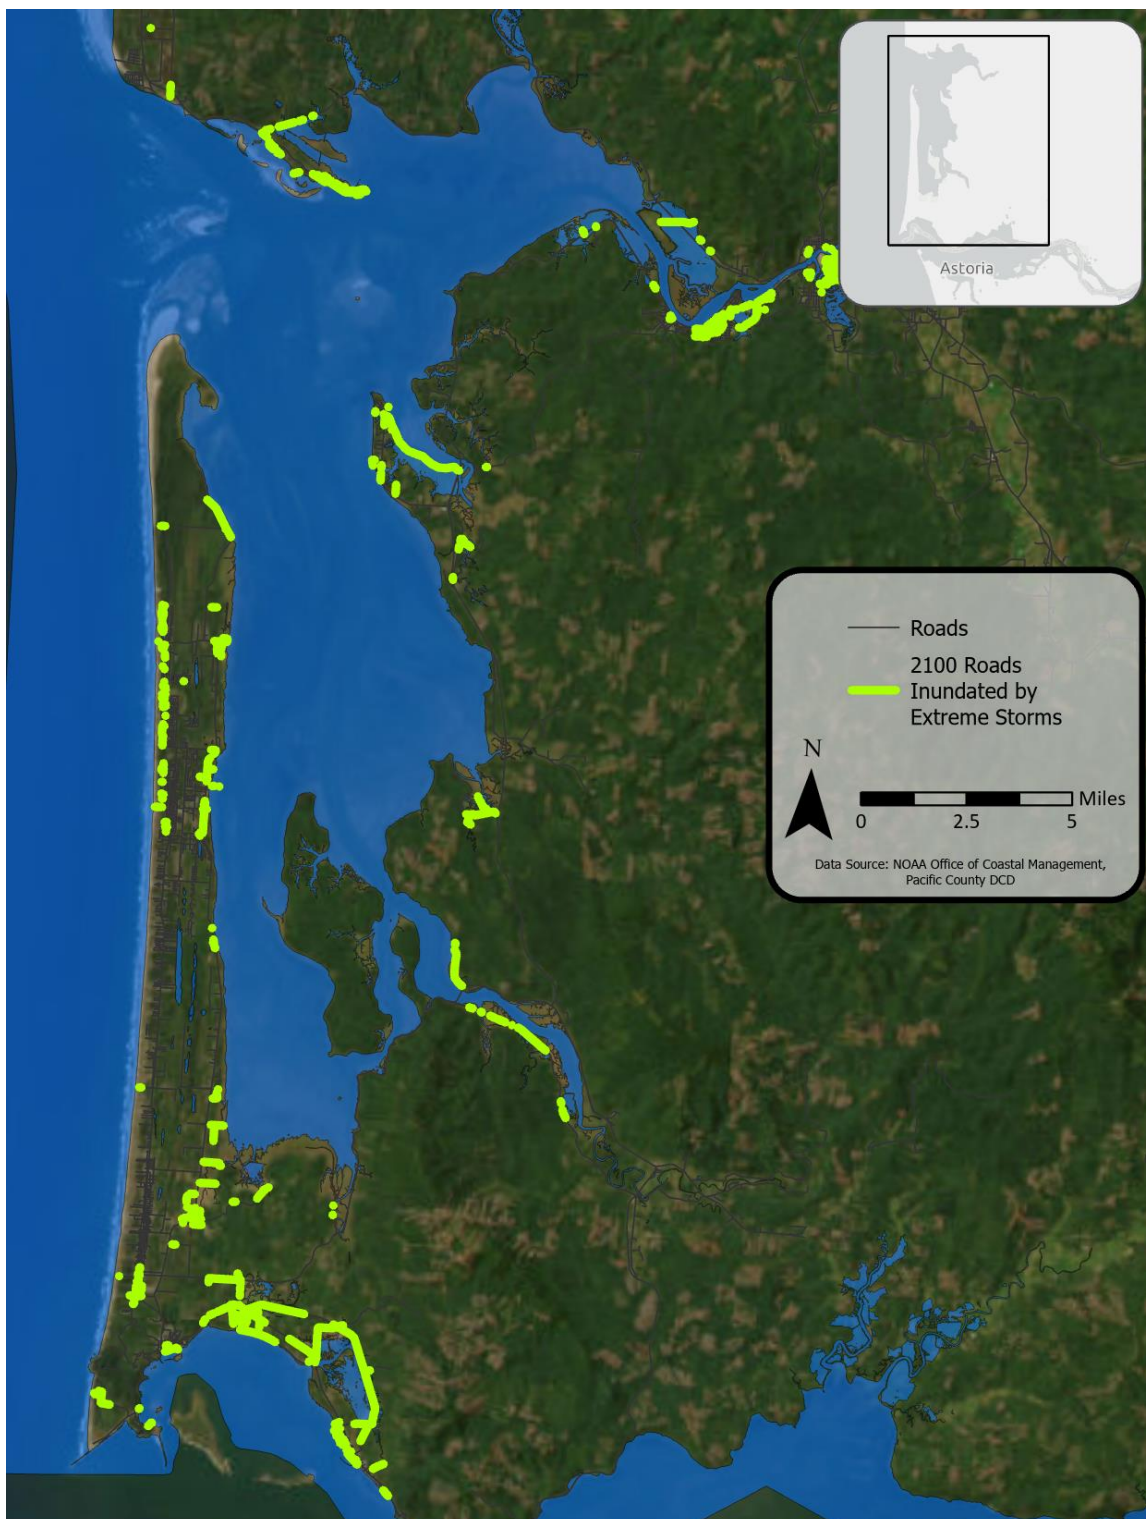 Astoria
Roads
2100 Roads
Inundated by
Extreme Storms
N
Miles
0 2.5 5
Data Source: NOAA Office of Coastal Management,
Pacific County DCD